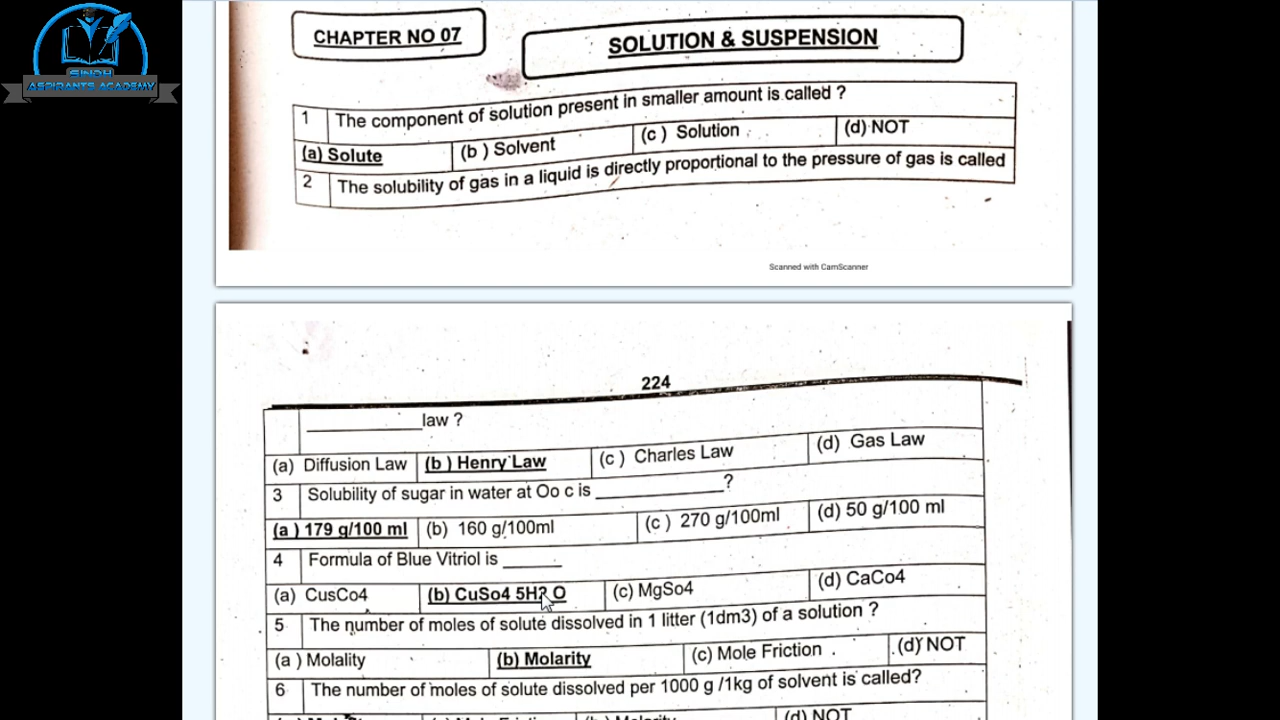 SINDH
ASPIRANTS ACADEMY
CHAPTER NO 07
SOLUTION & SUSPENSION
1 The component of solution present in smaller amount is called ?
(a) Solute (b ) Solvent (c ) Solution (d) NOT
2 The solubility of gas in a liquid is directly proportional to the pressure of gas is called
Scanned with CamScanner
224
____________ law ?
(a) Diffusion Law (b ) Henry Law (c ) Charles Law (d) Gas Law
3 Solubility of sugar in water at Oo c is _____________?
(a ) 179 g/100 ml (b) 160 g/100ml (c ) 270 g/100ml (d) 50 g/100 ml
4 Formula of Blue Vitriol is ______
(a) CusCo4 (b) CuSo4 5H2 O (c) MgSo4 (d) CaCo4
5 The number of moles of solute dissolved in 1 litter (1dm3) of a solution ?
(a ) Molality (b) Molarity (c) Mole Friction (d) NOT
6 The number of moles of solute dissolved per 1000 g /1kg of solvent is called?
(d) NOT